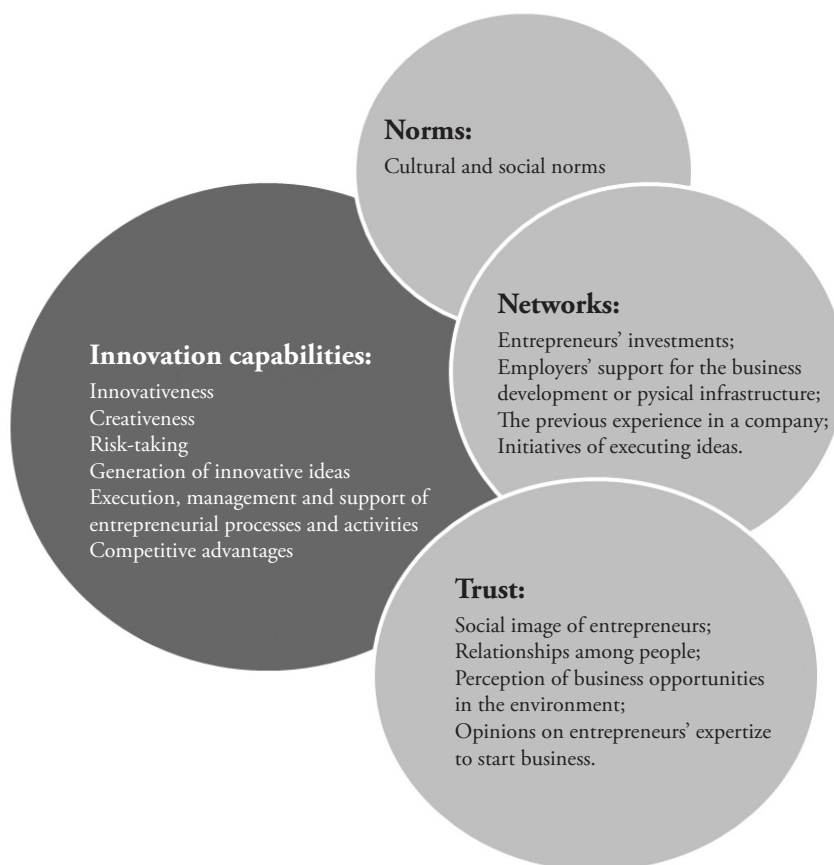 Norms:
Cultural and social norms
Networks:
Entrepreneurs’ investments;
Employers’ support for the business
development or pysical infrastructure;
The previous experience in a company;
Initiatives of executing ideas.
Innovation capabilities:
Innovativeness
Creativeness
Risk-taking
Generation of innovative ideas
Execution, management and support of
entrepreneurial processes and activities
Competitive advantages
Trust:
Social image of entrepreneurs;
Relationships among people;
Perception of business opportunities
in the environment;
Opinions on entrepreneurs’ expertize
to start business.